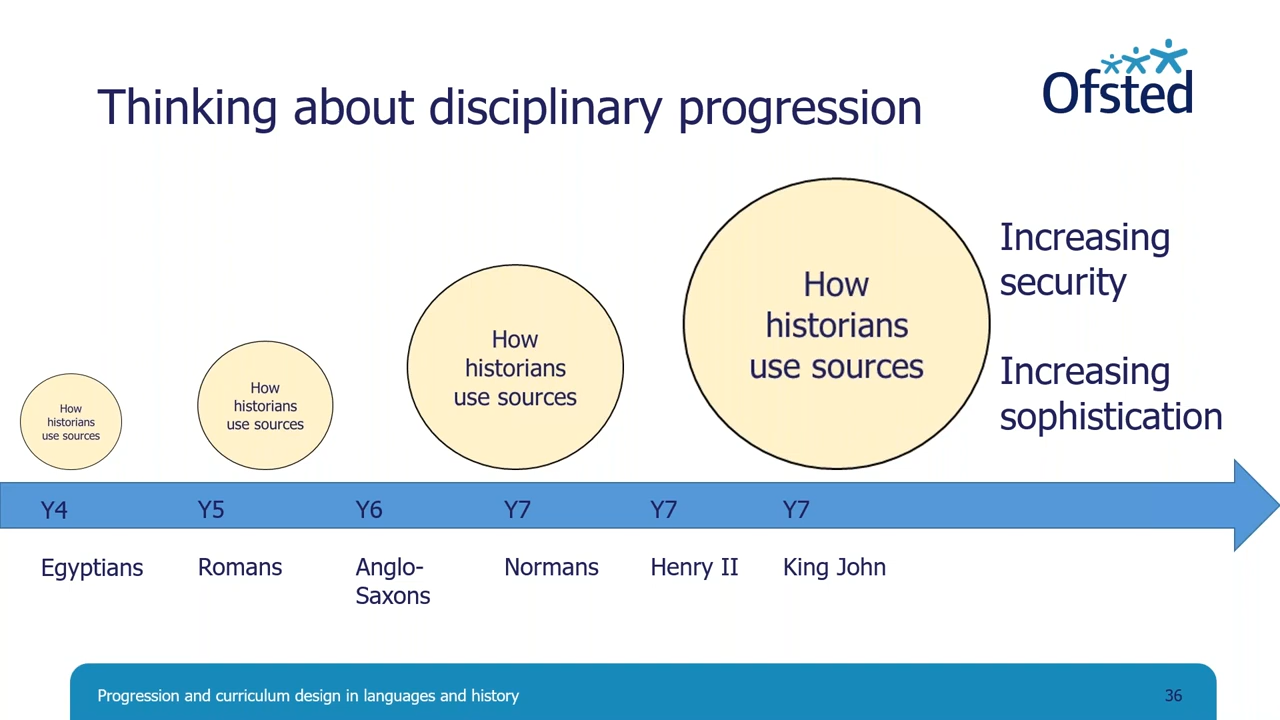 Ofsted
Thinking about disciplinary progression
How
historians
use sources
How
historians
use sources
How
historians
use sources
How
historians
use sources
Increasing
security
Increasing
sophistication
Y4
Y5
Y6
Y7
Y7
Y7
Egyptians
Romans
Anglo-
Saxons
Normans
Henry II
King John
Progression and curriculum design in languages and history
36